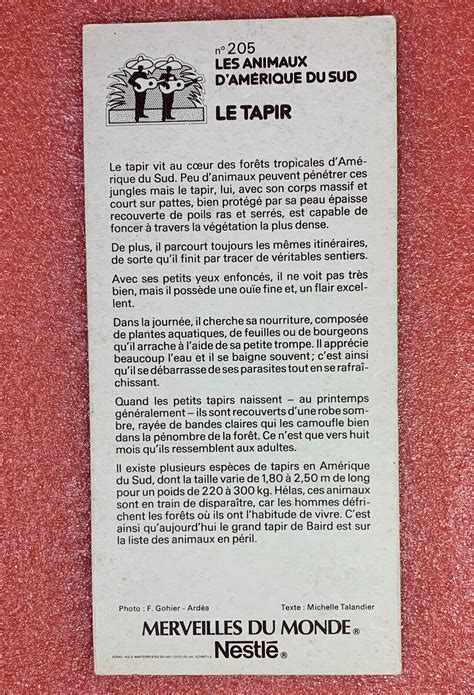 n° 205
LES ANIMAUX
D'AMÉRIQUE DU SUD
LE TAPIR
Le tapir vit au cœur des forêts tropicales d'Amé-
rique du Sud. Peu d'animaux peuvent pénétrer ces
jungles mais le tapir, lui, avec son corps massif et
court sur pattes, bien protégé par sa peau épaisse
recouverte de poils ras et serrés, est capable de
foncer à travers la végétation la plus dense.
De plus, il parcourt toujours les mêmes itinéraires,
de sorte qu'il finit par tracer de véritables sentiers.
Avec ses petits yeux enfoncés, il ne voit pas très
bien, mais il possède une ouïe fine et, un flair excel-
lent.
Dans la journée, il cherche sa nourriture, composée
de plantes aquatiques, de feuilles ou de bourgeons
qu'il arrache à l'aide de sa petite trompe. Il apprécie
beaucoup l'eau et il se baigne souvent ; c'est ainsi
qu'il se débarrasse de ses parasites tout en se rafraî-
chissant.
Quand les petits tapirs naissent – au printemps
généralement – ils sont recouverts d'une robe som-
bre, rayée de bandes claires qui les camoufle bien
dans la pénombre de la forêt. Ce n'est que vers huit
mois qu'ils ressemblent aux adultes.
Il existe plusieurs espèces de tapirs en Amérique
du Sud, dont la taille varie de 1,80 à 2,50 m de long
pour un poids de 220 à 300 kg. Hélas, ces animaux
sont en train de disparaître, car les hommes défri-
chent les forêts où ils ont l'habitude de vivre. C'est
ainsi qu'aujourd'hui le grand tapir de Baird est sur
la liste des animaux en péril.
Photo : F. Gohier - Ardéa Texte : Michelle Talandier
MERVEILLES DU MONDE®
Nestlé®